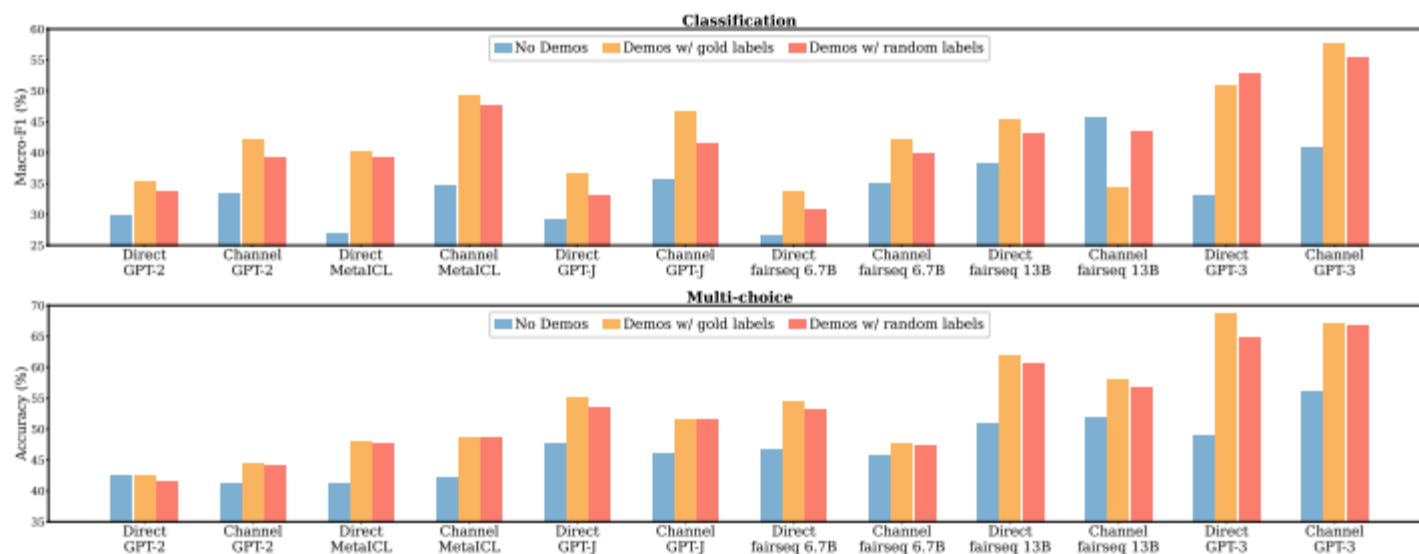 Classification
No Demos Demos w/ gold labels Demos w/ random labels
Macro-F1 (%)
60
55
50
45
40
35
30
25
Direct GPT-2
Channel GPT-2
Direct MetaICL
Channel MetaICL
Direct GPT-J
Channel GPT-J
Direct fairseq 6.7B
Channel fairseq 6.7B
Direct fairseq 13B
Channel fairseq 13B
Direct GPT-3
Channel GPT-3
Multi-choice
No Demos Demos w/ gold labels Demos w/ random labels
Accuracy (%)
70
65
60
55
50
45
40
35
Direct GPT-2
Channel GPT-2
Direct MetaICL
Channel MetaICL
Direct GPT-J
Channel GPT-J
Direct fairseq 6.7B
Channel fairseq 6.7B
Direct fairseq 13B
Channel fairseq 13B
Direct GPT-3
Channel GPT-3